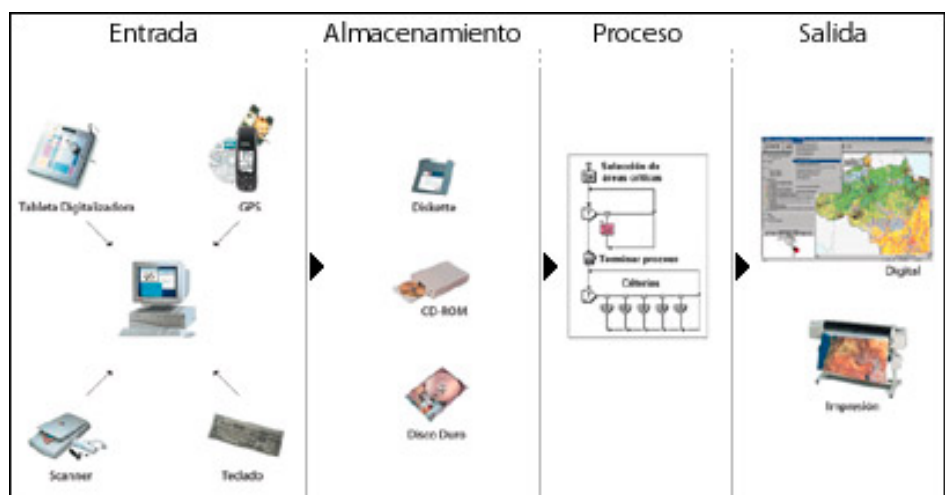 Entrada
Almacenamiento
Proceso
Salida
Tableta Digitalizadora
GPS
Scanner
Teclado
Diskette
CD-ROM
Disco Duro
Selección de
áreas críticas
Terminar proceso
Criterios
Digital
Impresión